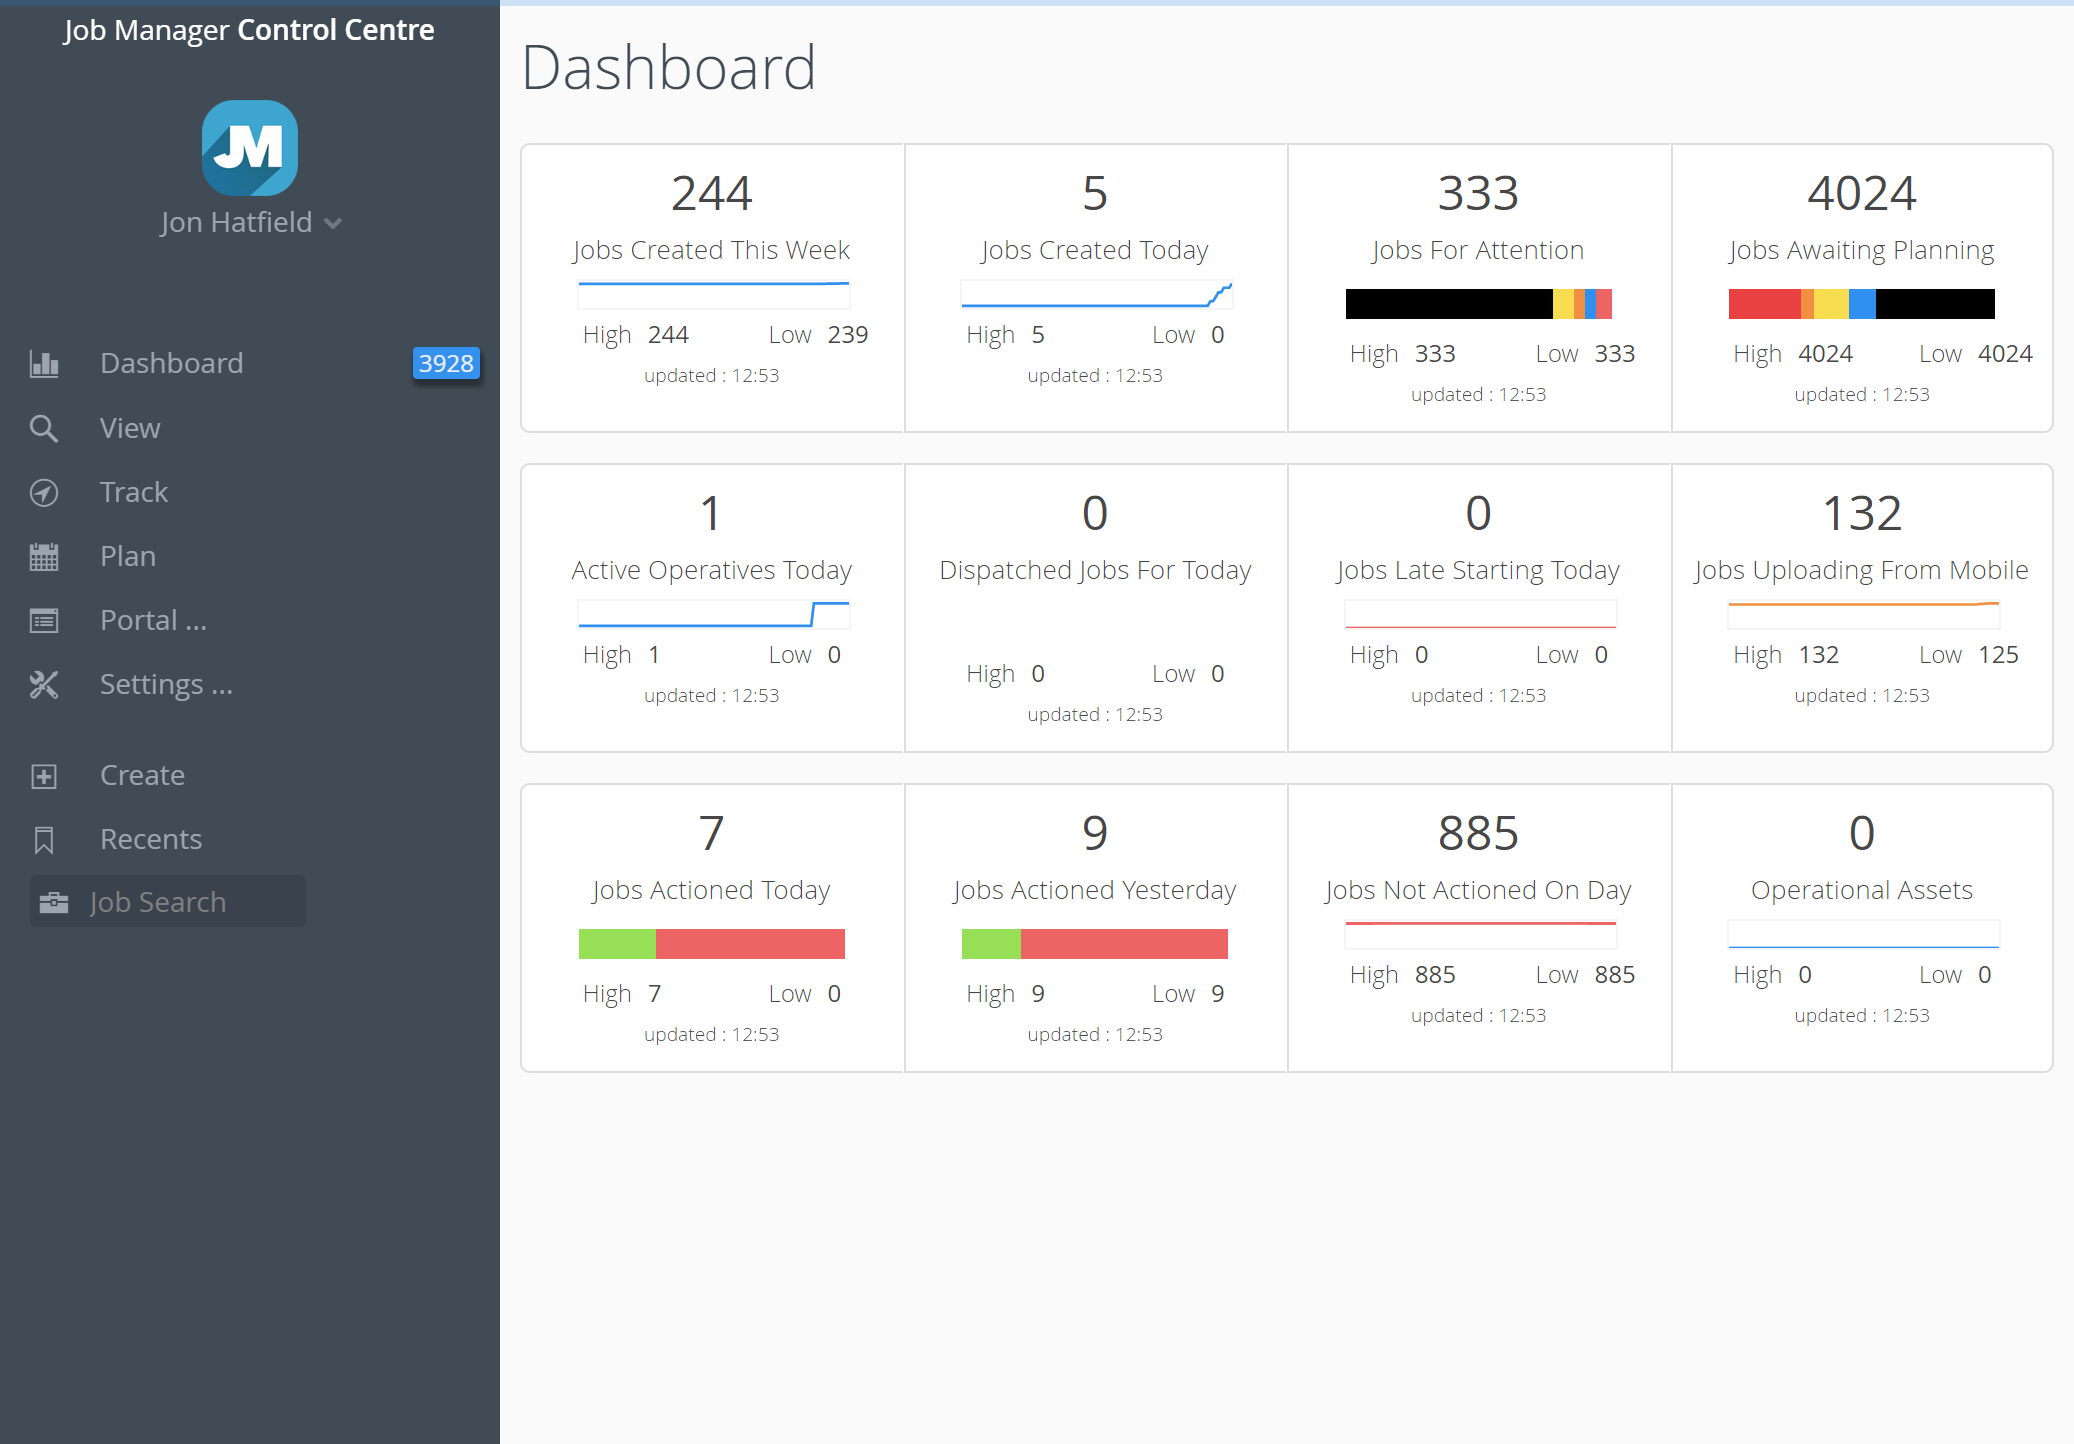 Job Manager Control Centre
JM
Jon Hatfield
Dashboard 3928
View
Track
Plan
Portal ...
Settings ...
Create
Recents
Job Search
Dashboard
244
Jobs Created This Week
High 244 Low 239
updated : 12:53
5
Jobs Created Today
High 5 Low 0
updated : 12:53
333
Jobs For Attention
High 333 Low 333
updated : 12:53
4024
Jobs Awaiting Planning
High 4024 Low 4024
updated : 12:53
1
Active Operatives Today
High 1 Low 0
updated : 12:53
0
Dispatched Jobs For Today
High 0 Low 0
updated : 12:53
0
Jobs Late Starting Today
High 0 Low 0
updated : 12:53
132
Jobs Uploading From Mobile
High 132 Low 125
updated : 12:53
7
Jobs Actioned Today
High 7 Low 0
updated : 12:53
9
Jobs Actioned Yesterday
High 9 Low 9
updated : 12:53
885
Jobs Not Actioned On Day
High 885 Low 885
updated : 12:53
0
Operational Assets
High 0 Low 0
updated : 12:53